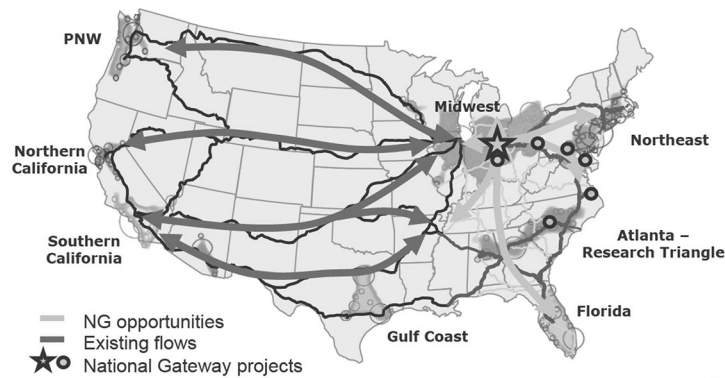 PNW
Midwest
Northeast
Northern
California
Southern
California
Atlanta –
Research Triangle
Florida
Gulf Coast
NG opportunities
Existing flows
National Gateway projects